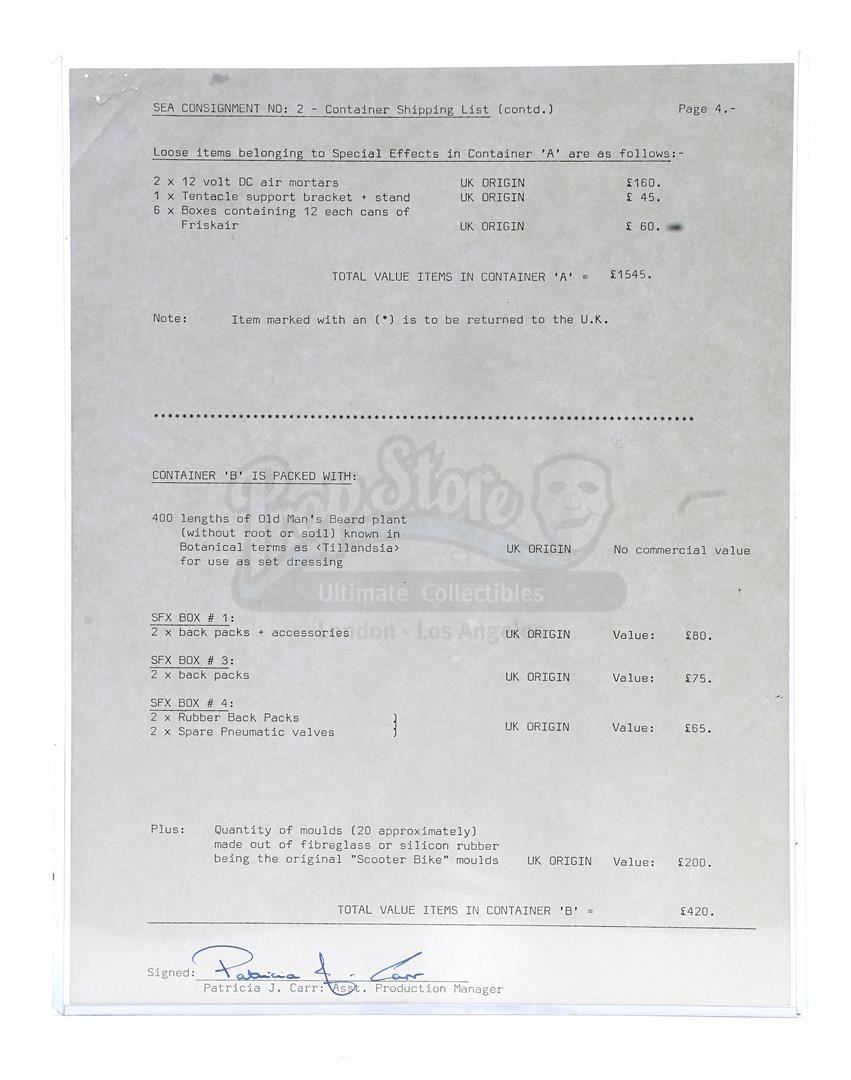 SEA CONSIGNMENT NO: 2 - Container Shipping List (contd.) Page 4.-
Loose items belonging to Special Effects in Container 'A' are as follows:-
2 x 12 volt DC air mortars UK ORIGIN £160.
1 x Tentacle support bracket + stand UK ORIGIN £ 45.
6 x Boxes containing 12 each cans of
Friskair UK ORIGIN £ 60.
TOTAL VALUE ITEMS IN CONTAINER 'A' = £1545.
Note: Item marked with an (*) is to be returned to the U.K.
******************************************************************************
®
CONTAINER 'B' IS PACKED WITH:
Prop Store
400 lengths of Old Man's Beard plant
(without root or soil) known in
Botanical terms as <Tillandsia> UK ORIGIN No commercial value
for use as set dressing
Ultimate Collectibles
SFX BOX # 1:
2 x back packs + accessories UK ORIGIN Value: £80.
London - Los Angeles
SFX BOX # 3:
2 x back packs UK ORIGIN Value: £75.
SFX BOX # 4:
2 x Rubber Back Packs
2 x Spare Pneumatic valves } UK ORIGIN Value: £65.
Plus: Quantity of moulds (20 approximately)
made out of fibreglass or silicon rubber
being the original "Scooter Bike" moulds UK ORIGIN Value: £200.
TOTAL VALUE ITEMS IN CONTAINER 'B' = £420.
Signed: Patricia J. Carr
Patricia J. Carr: Asst. Production Manager